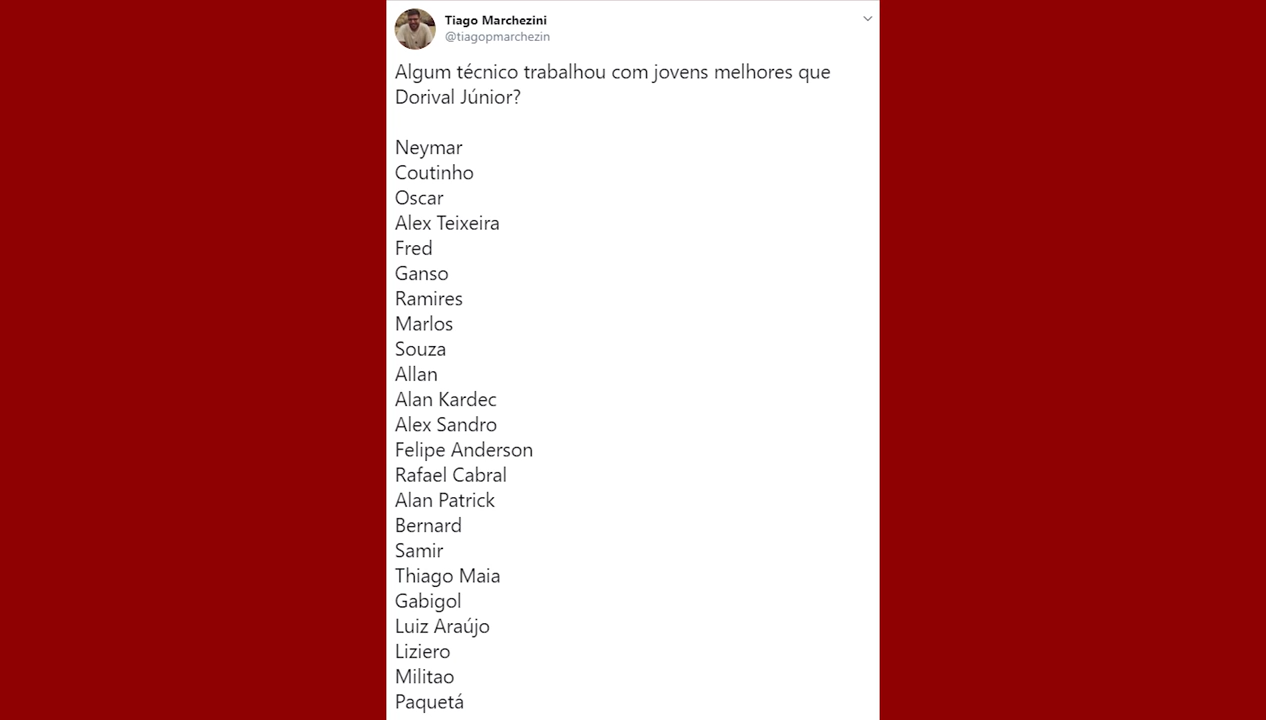 Tiago Marchezini
@tiagopmarchezin
Algum técnico trabalhou com jovens melhores que
Dorival Júnior?
Neymar
Coutinho
Oscar
Alex Teixeira
Fred
Ganso
Ramires
Marlos
Souza
Allan
Alan Kardec
Alex Sandro
Felipe Anderson
Rafael Cabral
Alan Patrick
Bernard
Samir
Thiago Maia
Gabigol
Luiz Araújo
Liziero
Militao
Paquetá